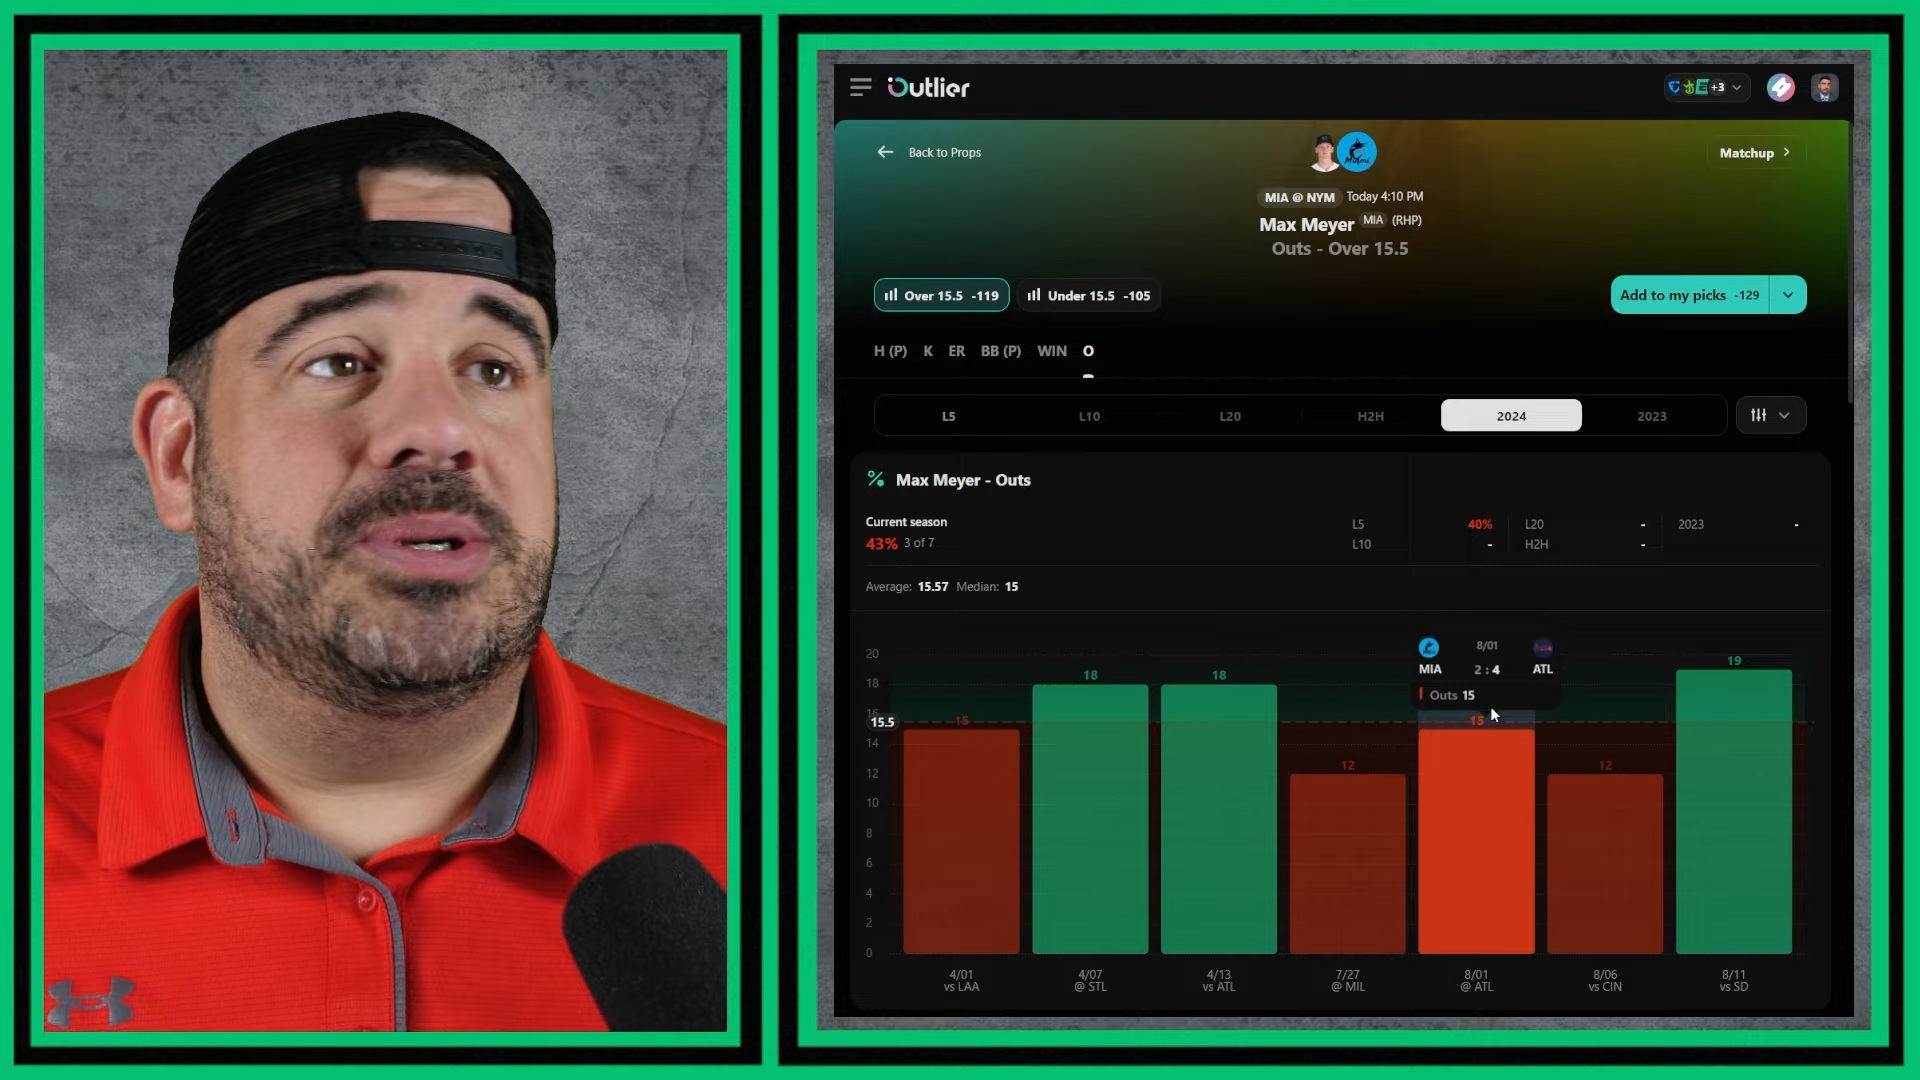 Outlier
+3
Back to Props
Miami
Matchup
MIA @ NYM Today 4:10 PM
Max Meyer MIA (RHP)
Outs - Over 15.5
Over 15.5 -119
Under 15.5 -105
Add to my picks -129
H (P) K ER BB (P) WIN O
L5 L10 L20 H2H 2024 2023
Max Meyer - Outs
Current season
43% 3 of 7
L5 40% L20 - 2023 -
L10 - H2H -
Average: 15.57 Median: 15
8/01
MIA 2 : 4 ATL
Outs 15
20
18
16
15.5
14
12
10
8
6
4
2
0
15
18
18
12
15
12
19
4/01
vs LAA
4/07
@ STL
4/13
vs ATL
7/27
@ MIL
8/01
@ ATL
8/06
vs CIN
8/11
vs SD